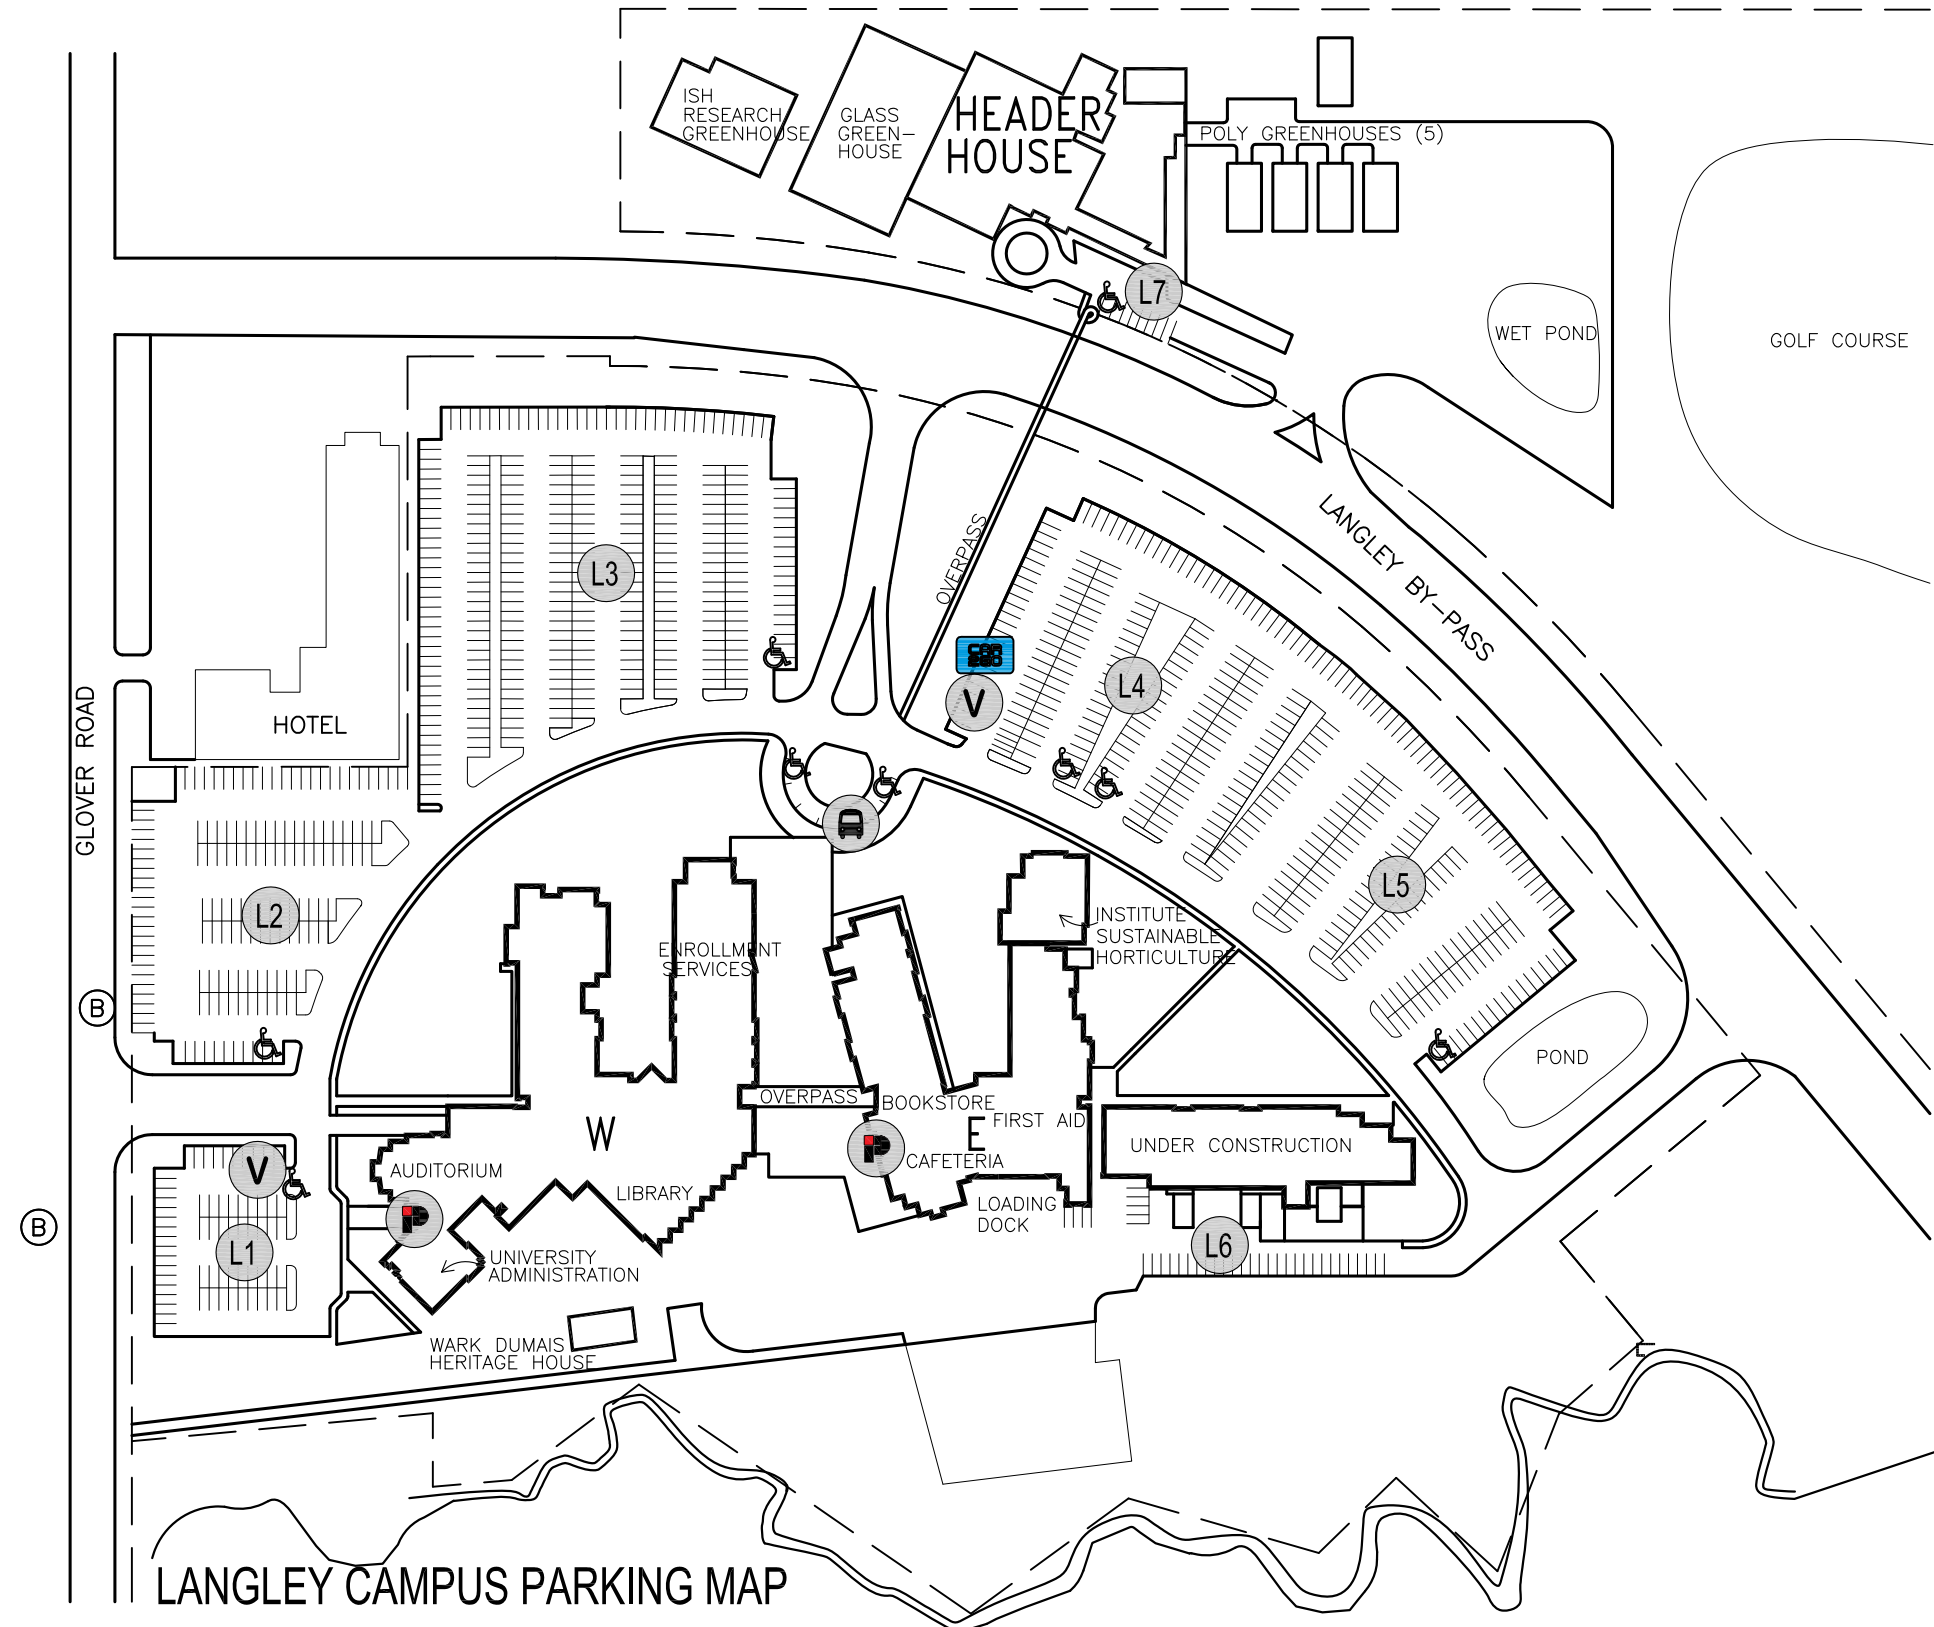 ISH
RESEARCH
GREENHOUSE
GLASS
GREEN-
HOUSE
HEADER
HOUSE
POLY GREENHOUSES (5)
L7
WET POND
GOLF COURSE
LANGLEY BY-PASS
OVERPASS
L3
CAR
2GO
V
L4
HOTEL
GLOVER ROAD
L2
L5
ENROLLMENT
SERVICES
INSTITUTE
SUSTAINABLE
HORTICULTURE
B
POND
OVERPASS
BOOKSTORE
FIRST AID
W
E
CAFETERIA
UNDER CONSTRUCTION
V
AUDITORIUM
LIBRARY
P
P
LOADING
DOCK
B
L1
L6
UNIVERSITY
ADMINISTRATION
WARK DUMAIS
HERITAGE HOUSE
LANGLEY CAMPUS PARKING MAP